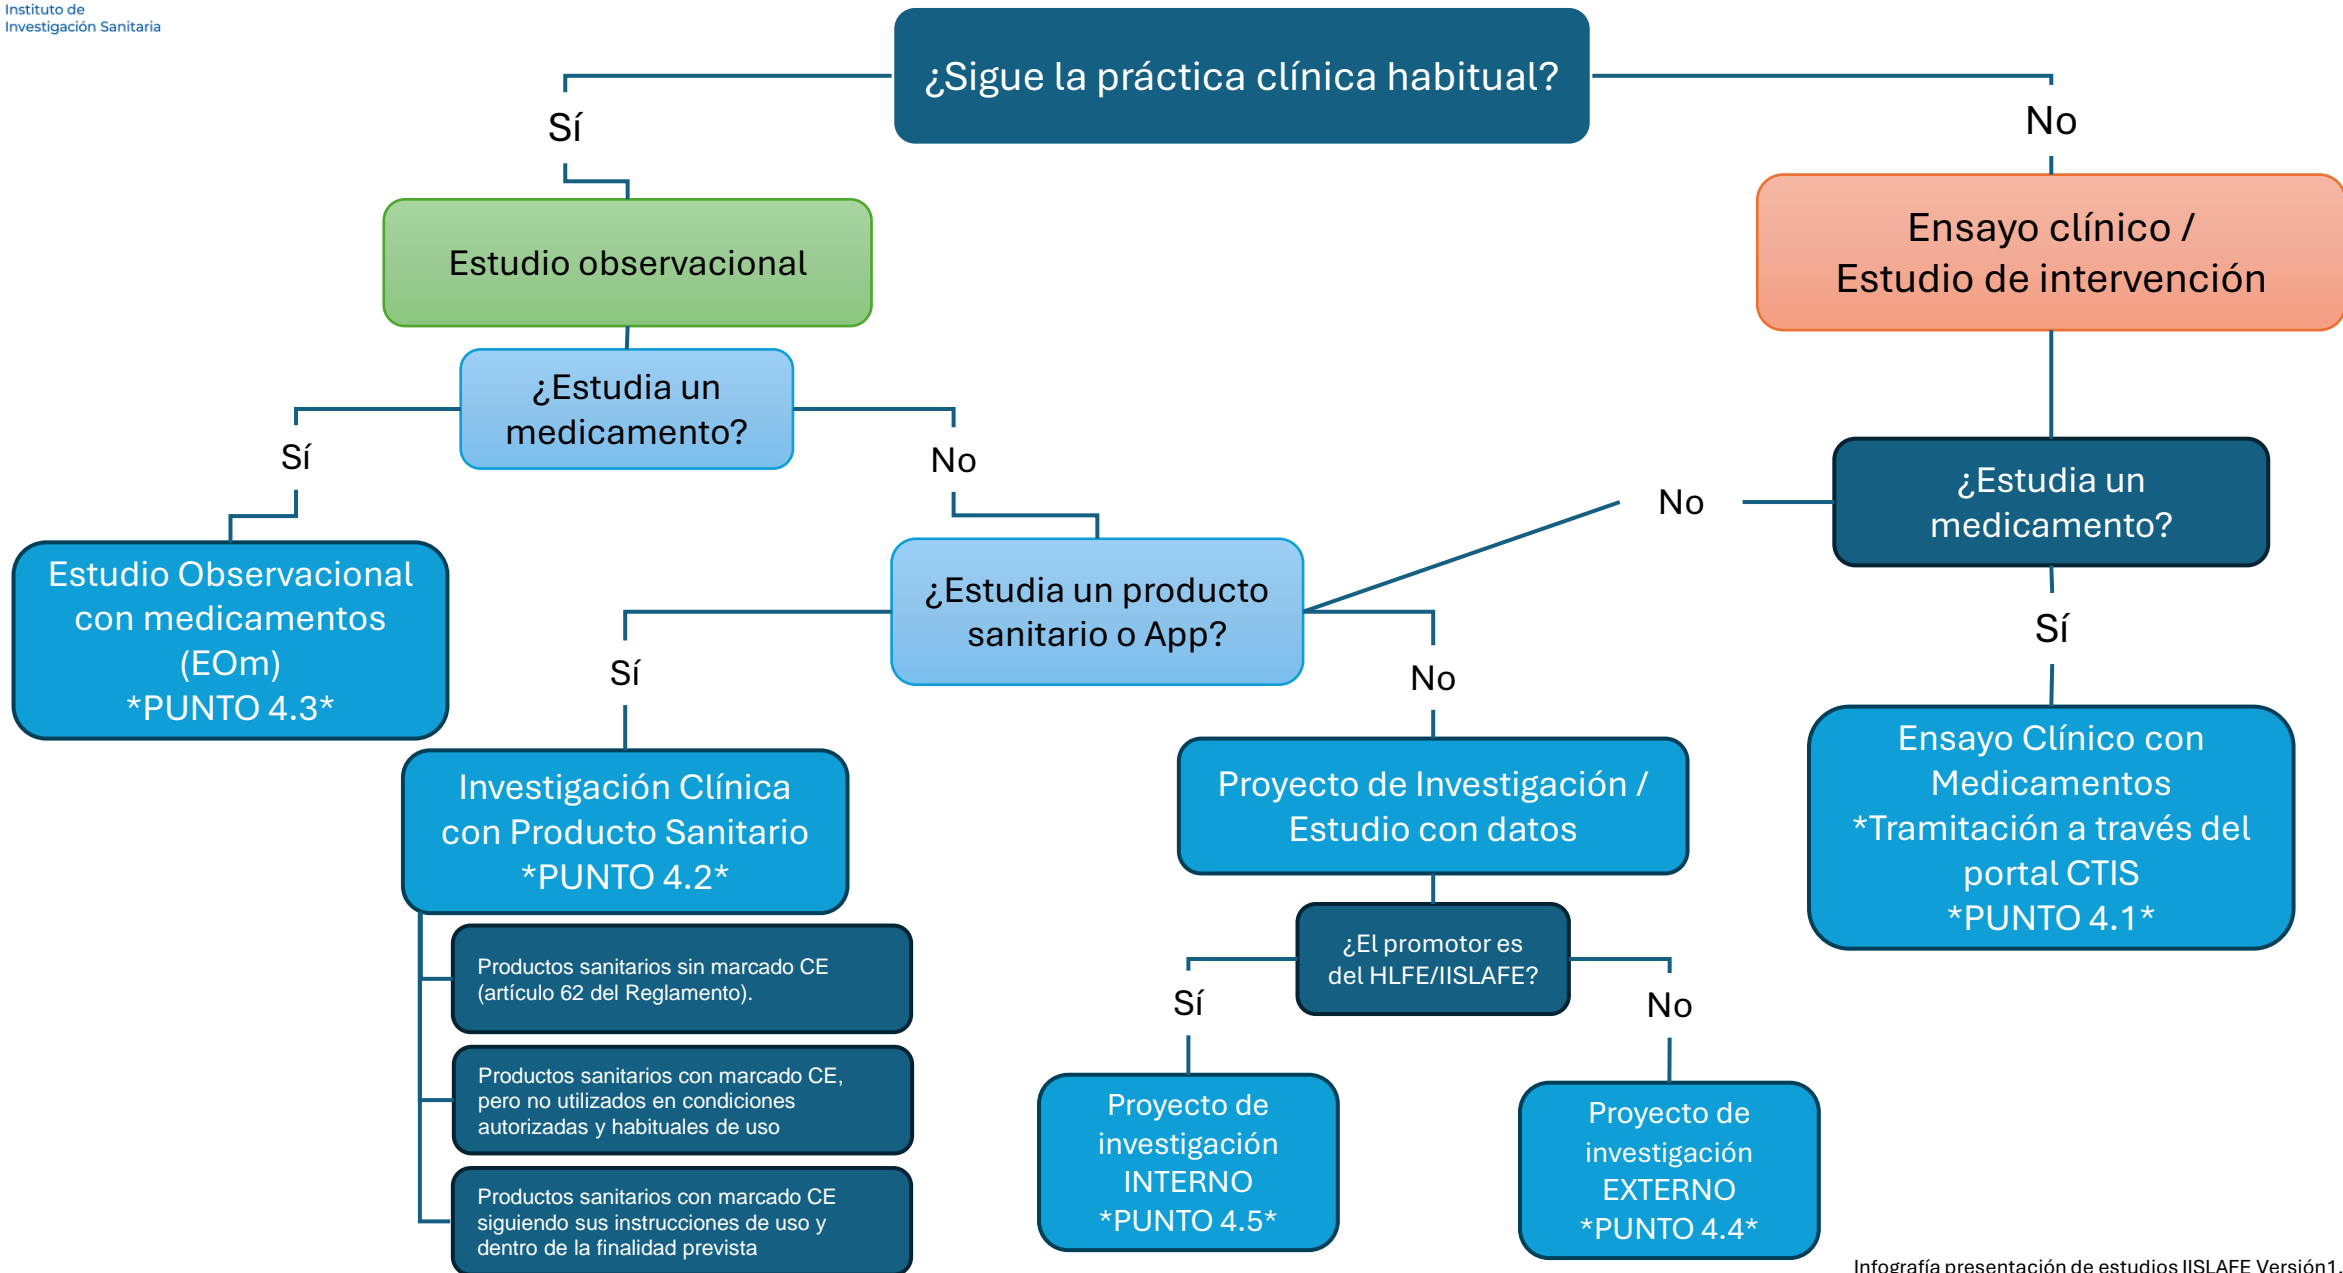 Instituto de
Investigación Sanitaria
¿Sigue la práctica clínica habitual?
Sí
No
Estudio observacional
Ensayo clínico /
Estudio de intervención
¿Estudia un
medicamento?
Sí
No
¿Estudia un
medicamento?
No
Sí
Estudio Observacional
con medicamentos
(EOm)
*PUNTO 4.3*
¿Estudia un producto
sanitario o App?
Sí
No
Investigación Clínica
con Producto Sanitario
*PUNTO 4.2*
Proyecto de Investigación /
Estudio con datos
Ensayo Clínico con
Medicamentos
*Tramitación a través del
portal CTIS
*PUNTO 4.1*
Productos sanitarios sin marcado CE
(artículo 62 del Reglamento).
Productos sanitarios con marcado CE,
pero no utilizados en condiciones
autorizadas y habituales de uso
Productos sanitarios con marcado CE
siguiendo sus instrucciones de uso y
dentro de la finalidad prevista
¿El promotor es
del HLFE/IISLAFE?
Sí
No
Proyecto de
investigación
INTERNO
*PUNTO 4.5*
Proyecto de
investigación
EXTERNO
*PUNTO 4.4*
Infografía presentación de estudios IISLAFE Versión1.